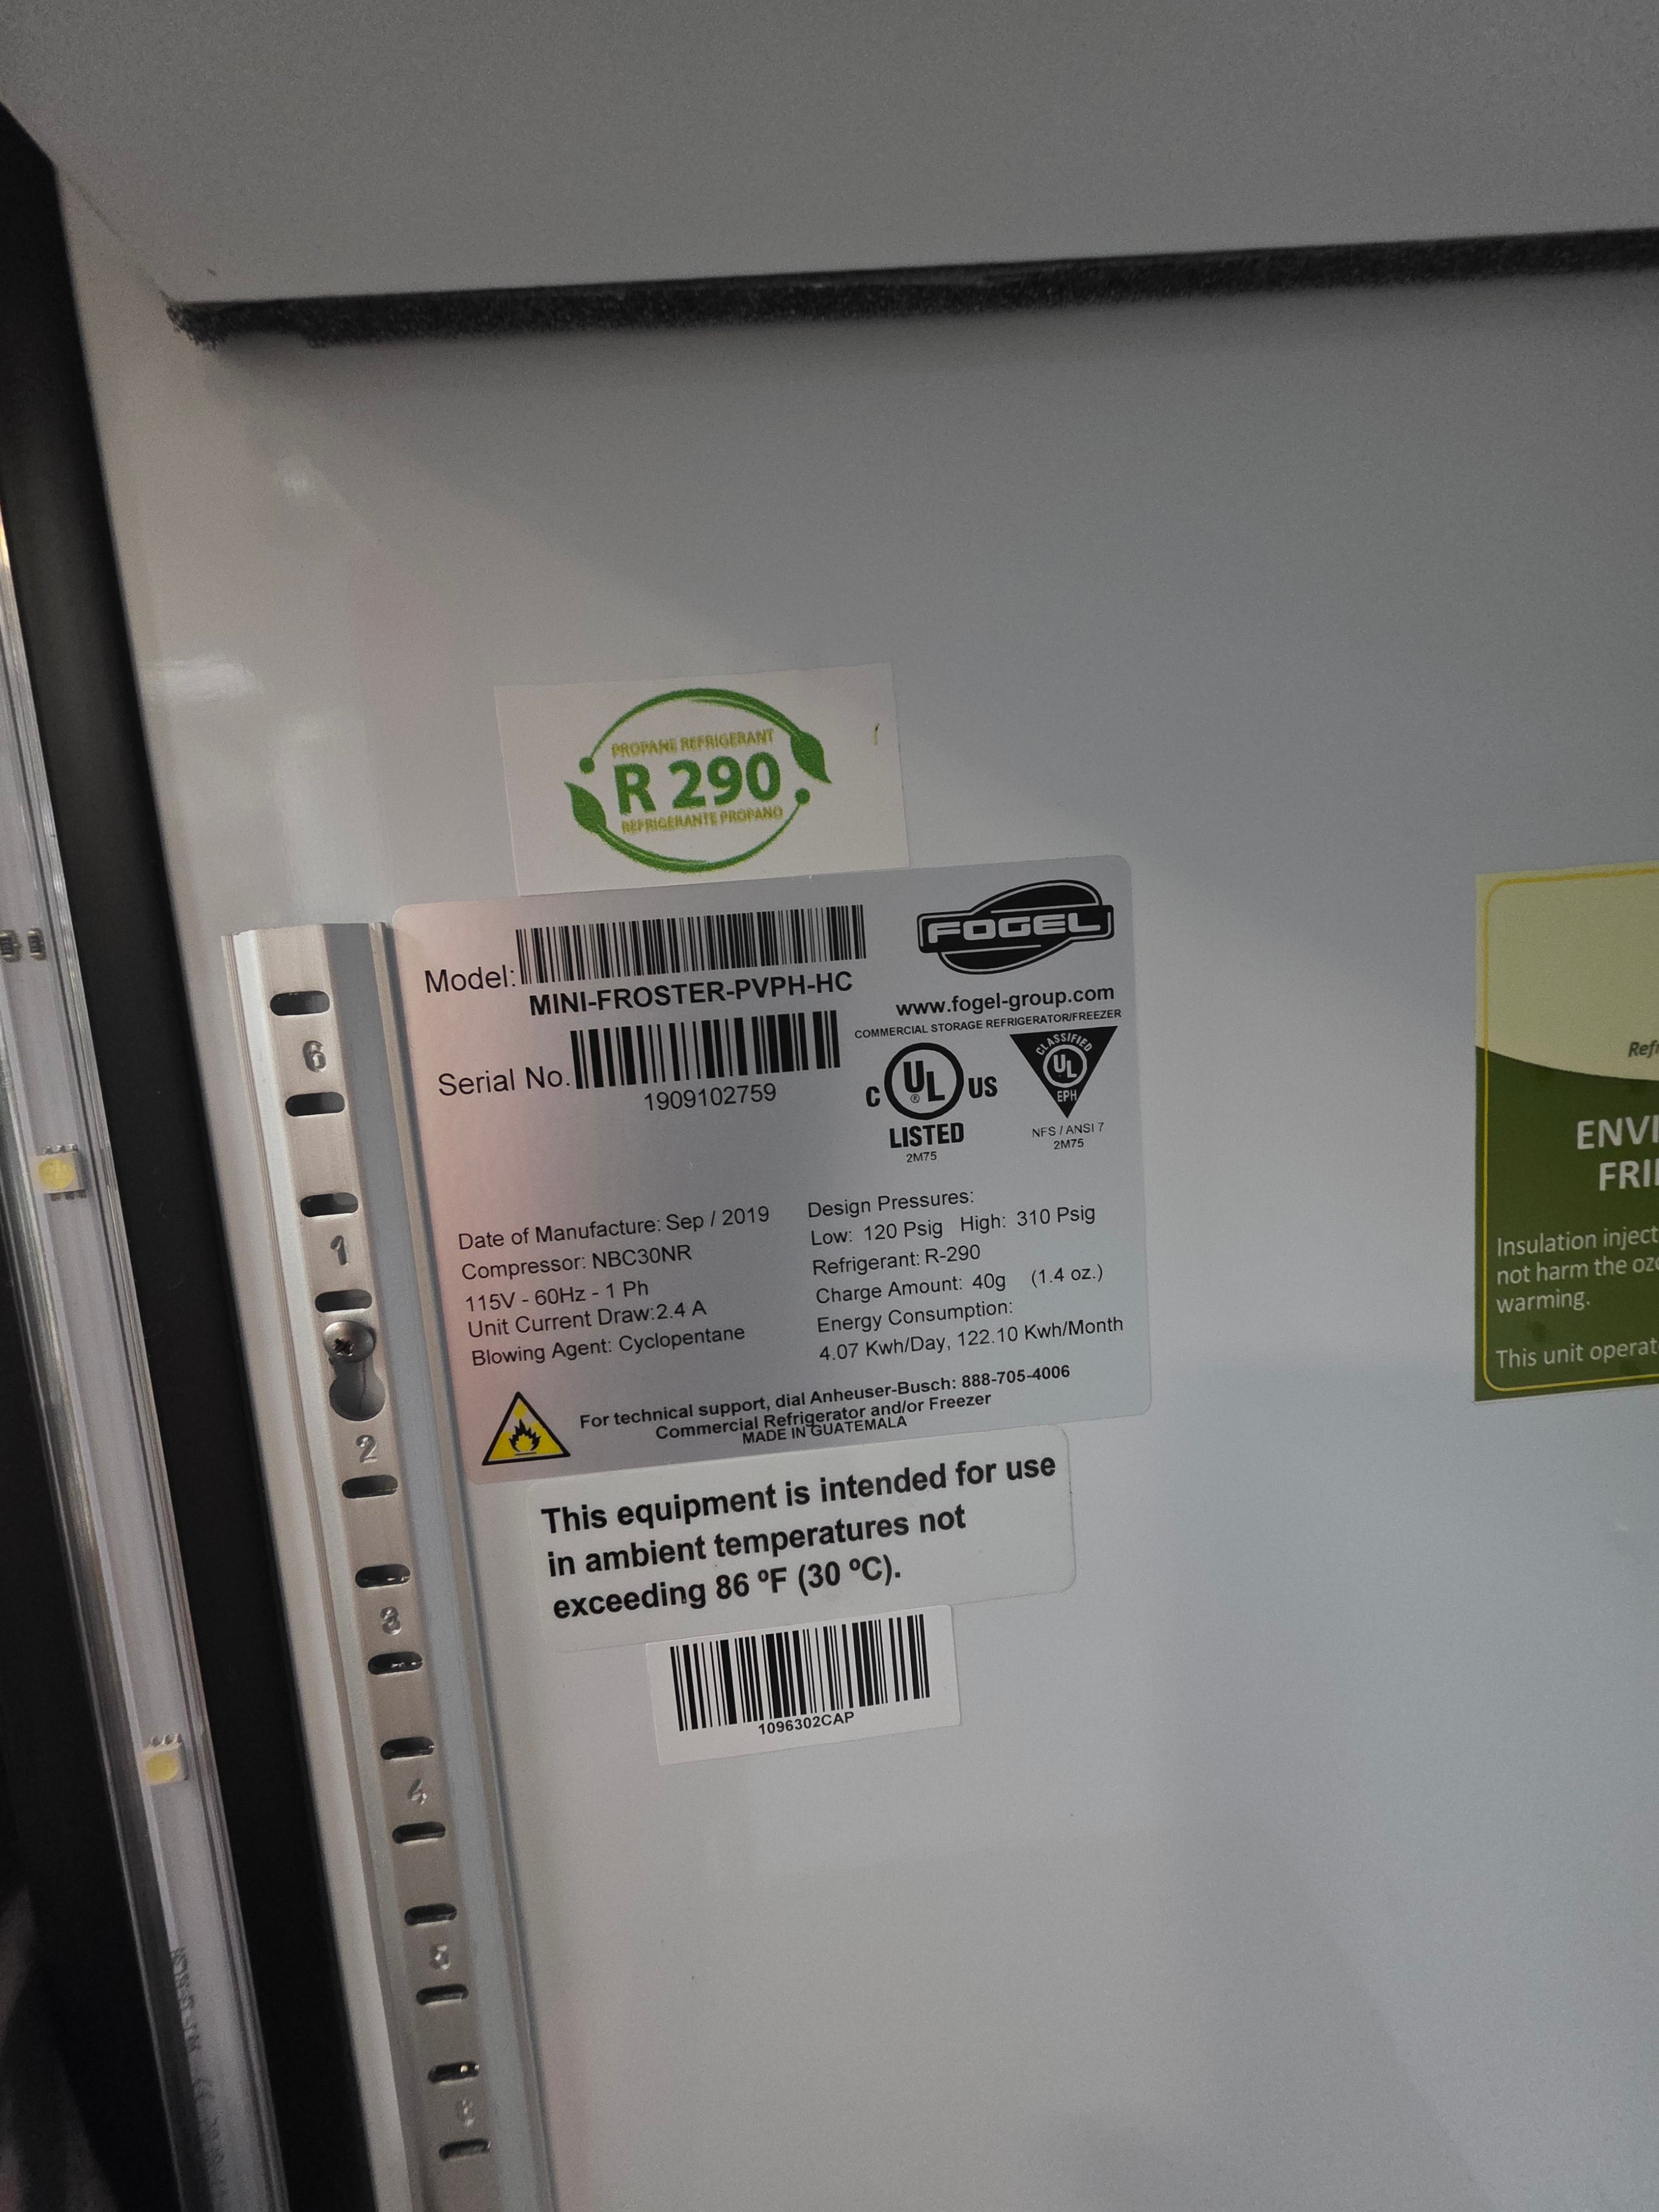 PROPANE REFRIGERANT
R 290
REFRIGERANTE PROPANO
FOGEL
Model:
MINI-FROSTER-PVPH-HC
www.fogel-group.com
COMMERCIAL STORAGE REFRIGERATOR/FREEZER
Serial No.
1909102759
C UL US
®
LISTED
2M75
CLASSIFIED
UL
EPH
NFS / ANSI 7
2M75
Date of Manufacture: Sep / 2019
Compressor: NBC30NR
115V - 60Hz - 1 Ph
Unit Current Draw:2.4 A
Blowing Agent: Cyclopentane
Design Pressures:
Low: 120 Psig High: 310 Psig
Refrigerant: R-290
Charge Amount: 40g (1.4 oz.)
Energy Consumption:
4.07 Kwh/Day, 122.10 Kwh/Month
For technical support, dial Anheuser-Busch: 888-705-4006
Commercial Refrigerator and/or Freezer
MADE IN GUATEMALA
This equipment is intended for use
in ambient temperatures not
exceeding 86 ºF (30 ºC).
1096302CAP
6
1
2
3
4
5
6
Refr
ENVI
FRI
Insulation inject
not harm the ozo
warming.
This unit operat